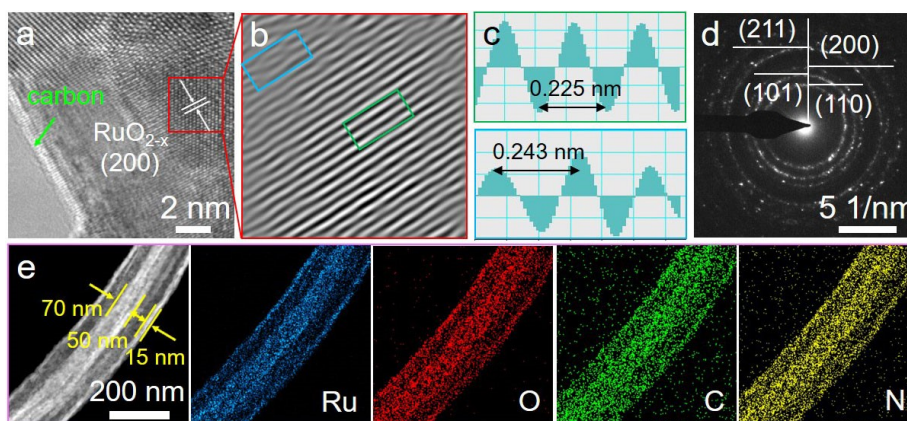 a
carbon
RuO2-x
(200)
2 nm
b
c
0.225 nm
0.243 nm
d
(211)
(200)
(101)
(110)
5 1/nm
e
70 nm
50 nm
15 nm
200 nm
Ru
O
C
N